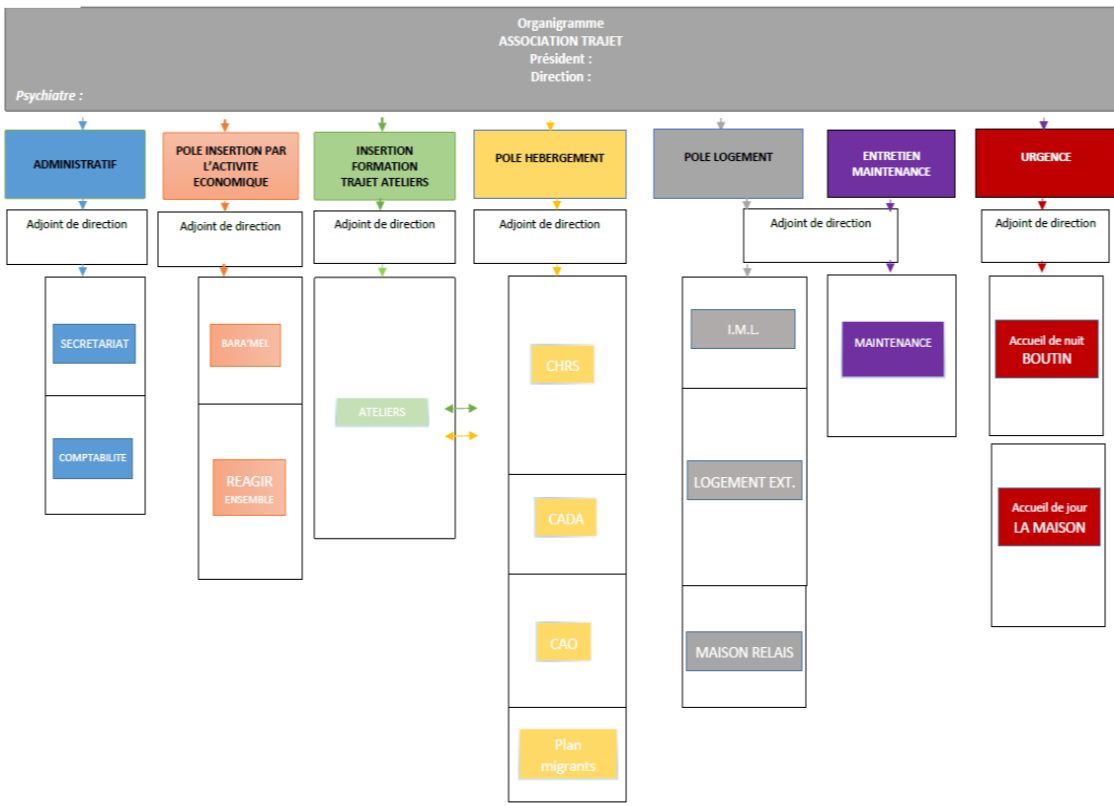 Organigramme
ASSOCIATION TRAJET
Président :
Direction :
Psychiatre :
ADMINISTRATIF
POLE INSERTION PAR
L'ACTIVITE
ECONOMIQUE
INSERTION
FORMATION
TRAJET ATELIERS
POLE HEBERGEMENT
POLE LOGEMENT
ENTRETIEN
MAINTENANCE
URGENCE
Adjoint de direction
Adjoint de direction
Adjoint de direction
Adjoint de direction
Adjoint de direction
Adjoint de direction
SECRETARIAT
COMPTABILITE
BARA'MEL
REAGIR
ENSEMBLE
ATELIERS
CHRS
CADA
CAO
Plan
migrants
I.M.L.
LOGEMENT EXT.
MAISON RELAIS
MAINTENANCE
Accueil de nuit
BOUTIN
Accueil de jour
LA MAISON